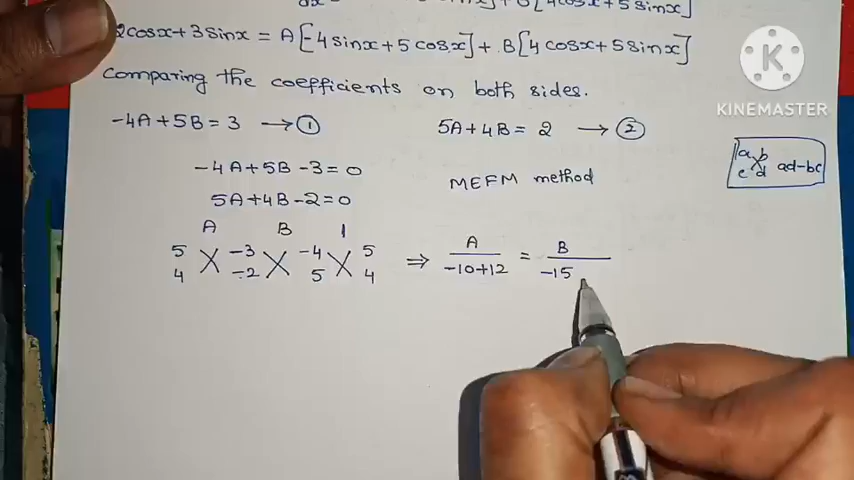 2cosx+3sinx = A[-4sinx+5cosx]+B[4cosx+5sinx]
comparing the coefficients on both sides.
-4A+5B=3 → ① 5A+4B=2 → ②
-4A+5B-3=0
5A+4B-2=0
MEFM method
a b
c d ad-bc
A B 1
5 -3 -4 5
4 -2 5 4
⇒ A/-10+12 = B/-15
K
KINEMASTER